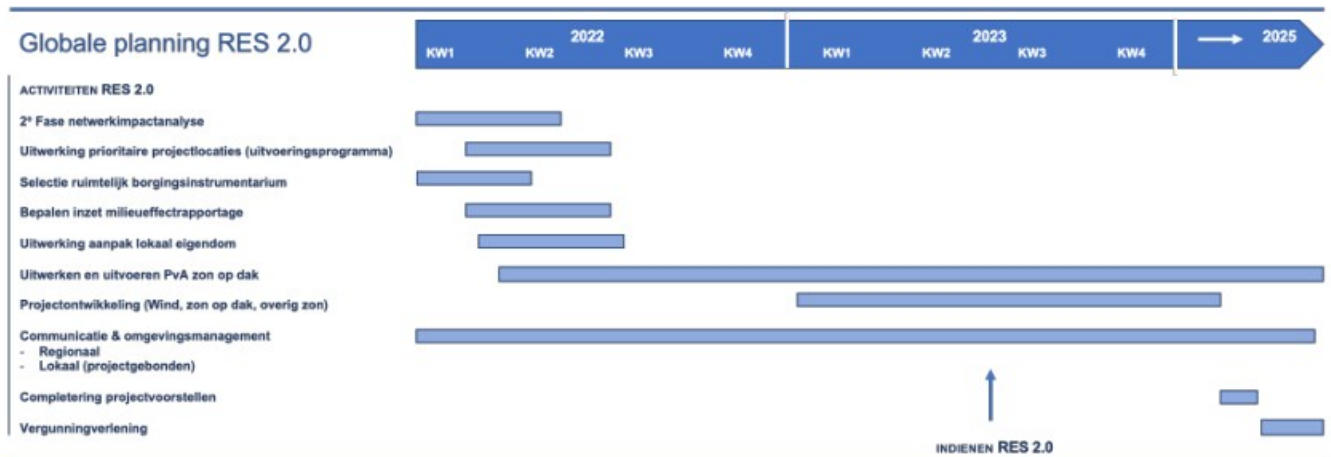 Globale planning RES 2.0
2022
2023
2025
KW1 KW2 KW3 KW4 KW1 KW2 KW3 KW4
ACTIVITEITEN RES 2.0
2e Fase netwerkimpactanalyse
Uitwerking prioritaire projectlocaties (uitvoeringsprogramma)
Selectie ruimtelijk borgingsinstrumentarium
Bepalen inzet milieueffectrapportage
Uitwerking aanpak lokaal eigendom
Uitwerken en uitvoeren PvA zon op dak
Projectontwikkeling (Wind, zon op dak, overig zon)
Communicatie & omgevingsmanagement
- Regionaal
- Lokaal (projectgebonden)
Completering projectvoorstellen
Vergunningverlening
INDIENEN RES 2.0